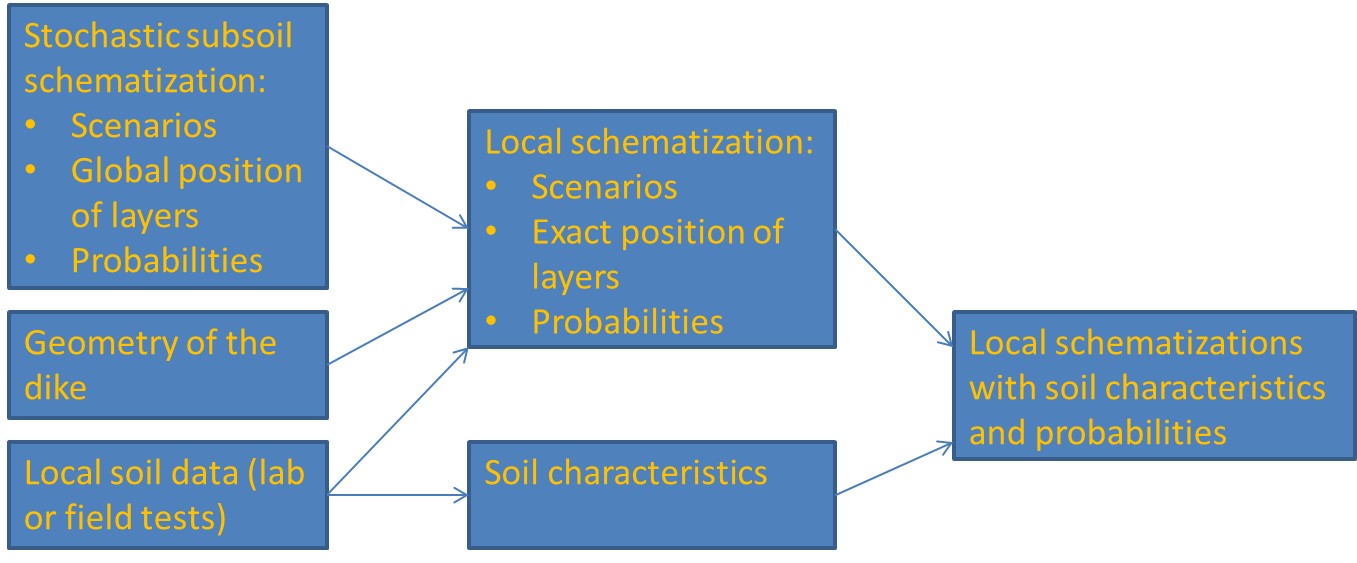 Stochastic subsoil
schematization:
• Scenarios
• Global position
of layers
• Probabilities
Geometry of the
dike
Local soil data (lab
or field tests)
Local schematization:
• Scenarios
• Exact position of
layers
• Probabilities
Soil characteristics
Local schematizations
with soil characteristics
and probabilities